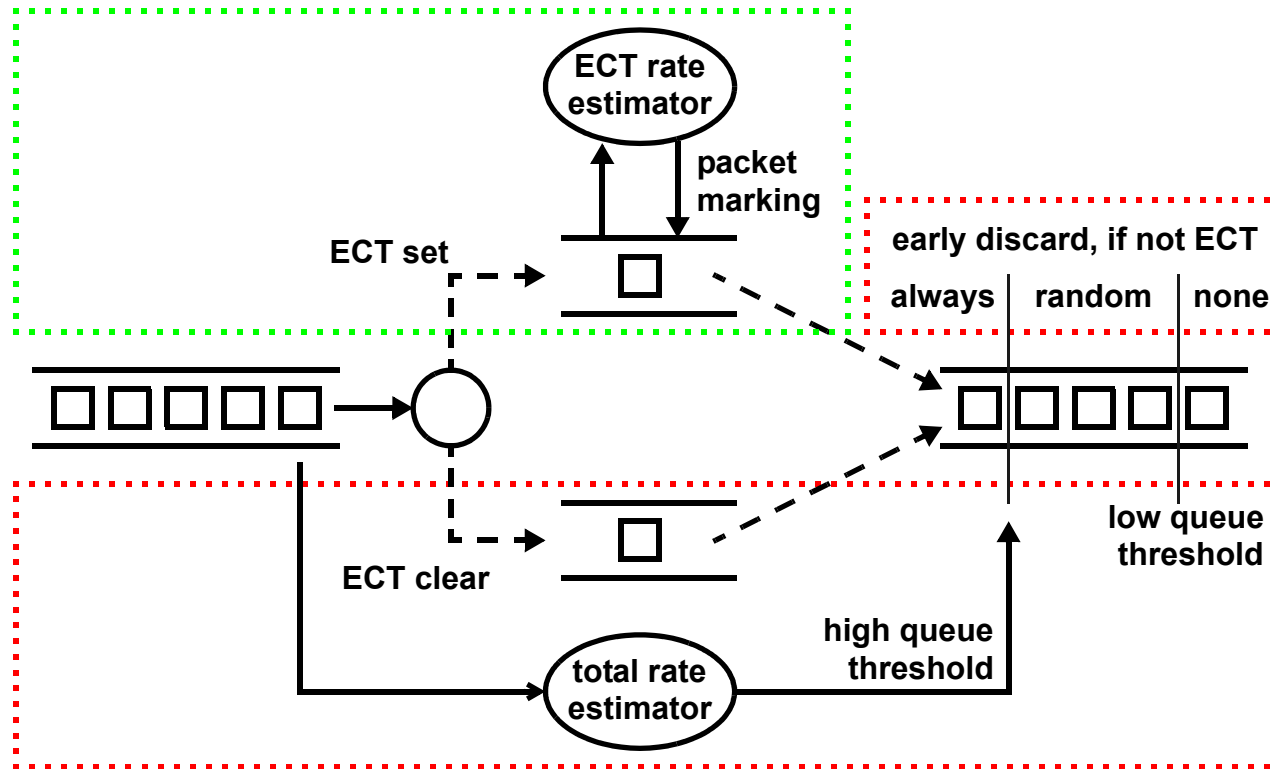 ECT rate
estimator
packet
marking
early discard, if not ECT
always random none
ECT set
ECT clear
low queue
threshold
high queue
threshold
total rate
estimator